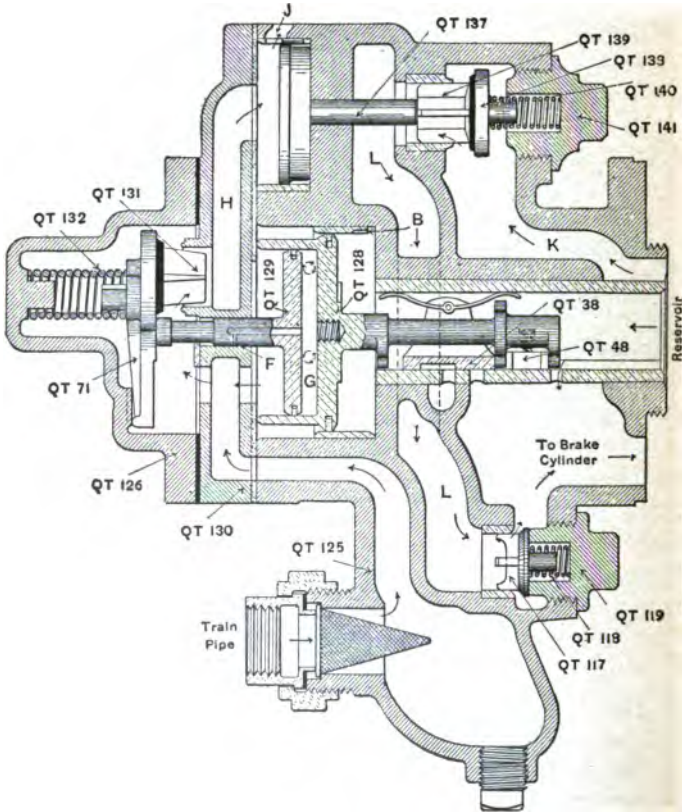 J
QT 137
QT 139
QT 133
QT 140
QT 141
QT 131
QT 132
H
L
B
K
QT 129
QT 128
QT 38
QT 48
Reservoir
F
G
QT 71
To Brake
Cylinder
QT 126
QT 130
L
QT 125
QT 119
QT 118
QT 117
Train
Pipe